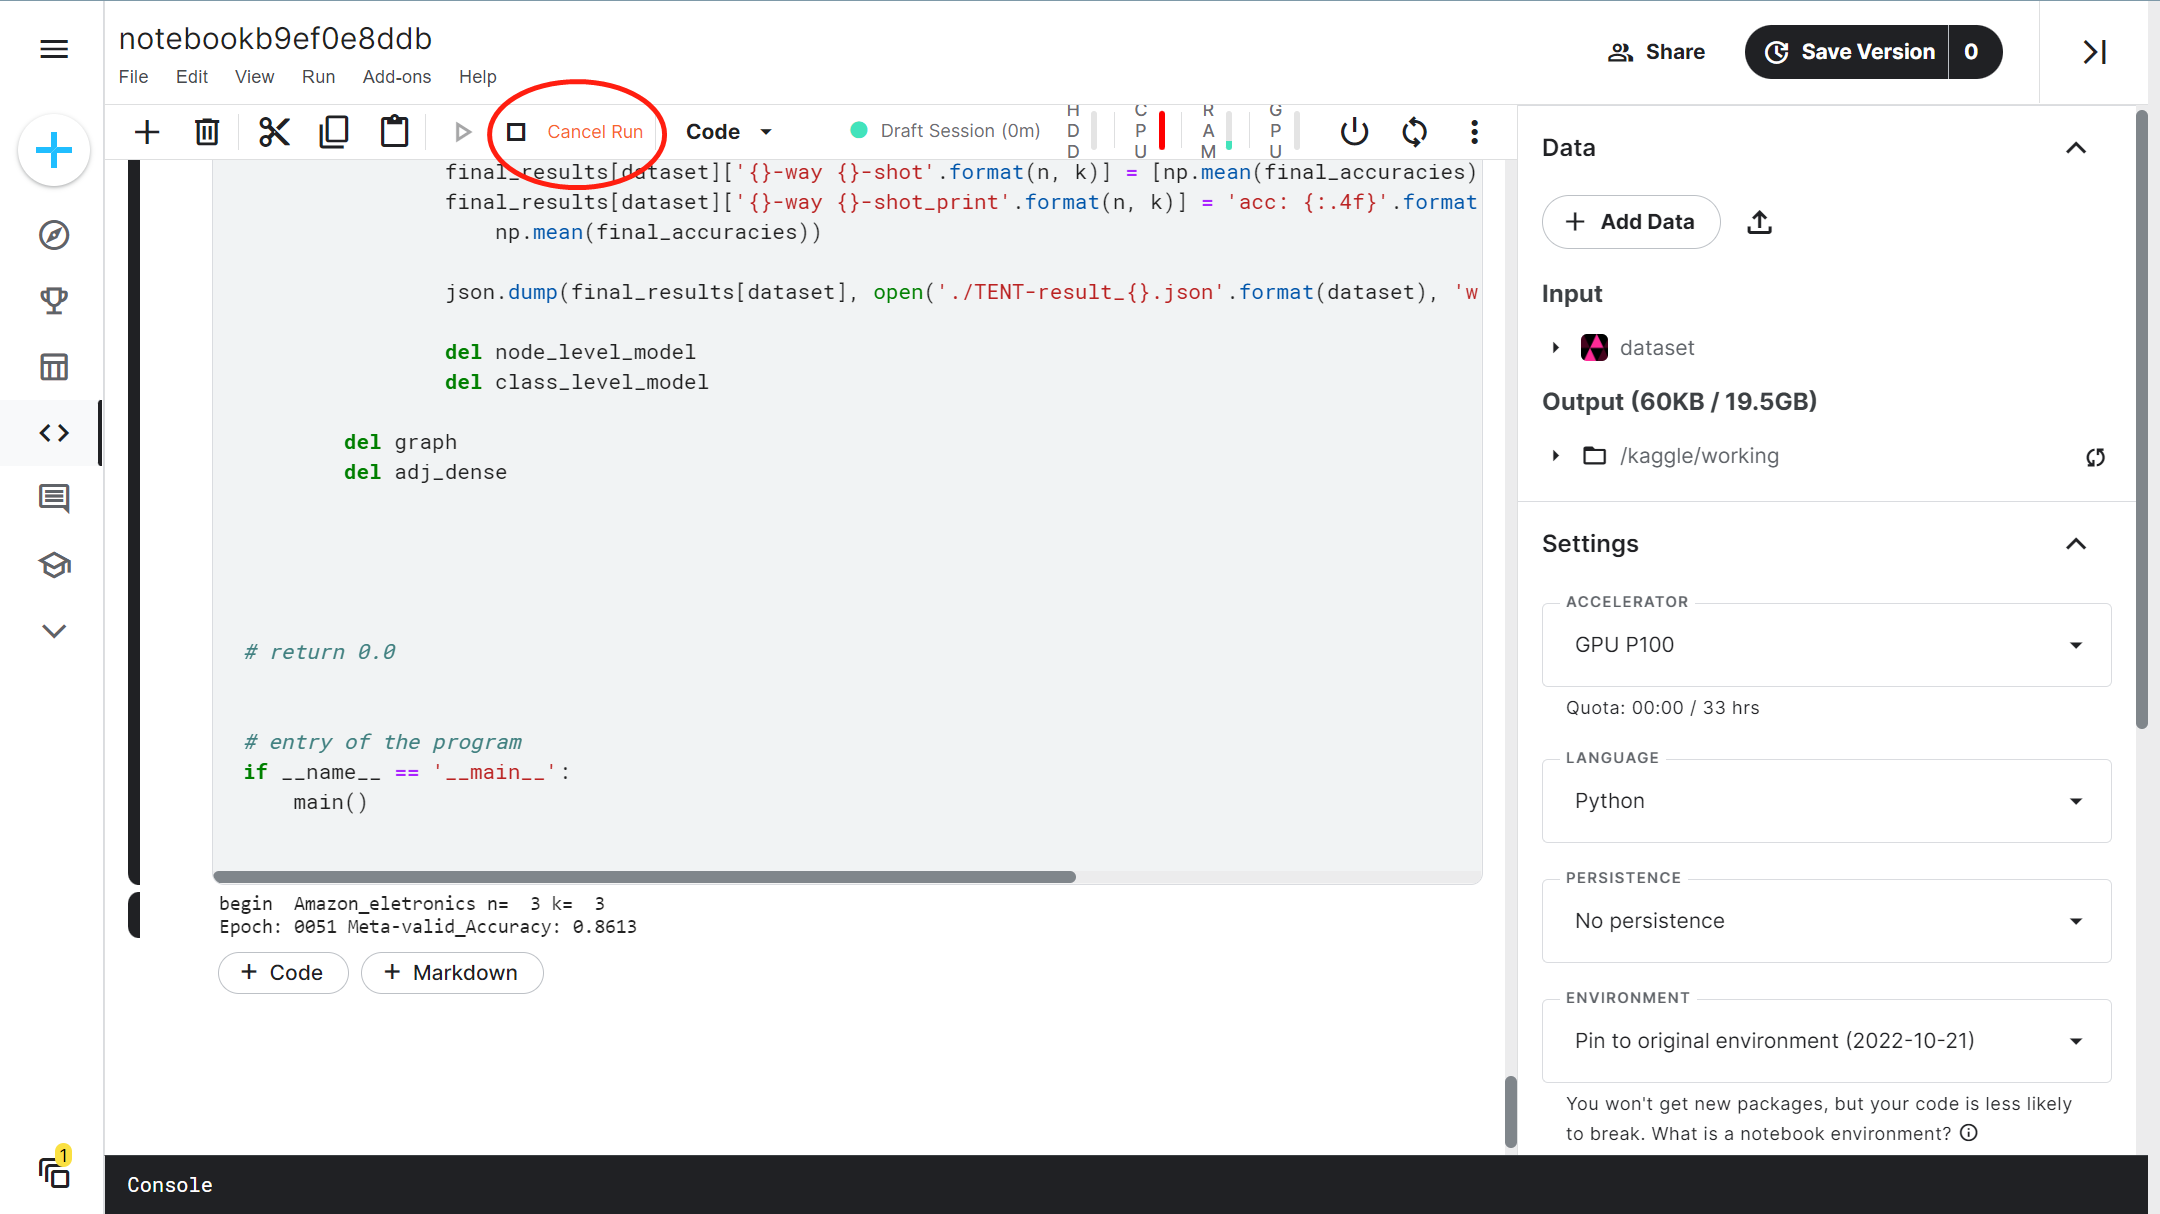 notebookb9ef0e8ddb
File Edit View Run Add-ons Help
Share
Save Version 0
Cancel Run
Code
Draft Session (0m)
HDD
CPU
RAM
GPU
final_results[dataset]['{}-way {}-shot'.format(n, k)] = [np.mean(final_accuracies)
final_results[dataset]['{}-way {}-shot_print'.format(n, k)] = 'acc: {:.4f}'.format
np.mean(final_accuracies))
json.dump(final_results[dataset], open('./TENT-result_{}.json'.format(dataset), 'w
del node_level_model
del class_level_model
del graph
del adj_dense
# return 0.0
# entry of the program
if __name__ == '__main__':
main()
begin Amazon_eletronics n= 3 k= 3
Epoch: 0051 Meta-valid_Accuracy: 0.8613
+ Code + Markdown
Data
+ Add Data
Input
dataset
Output (60KB / 19.5GB)
/kaggle/working
Settings
ACCELERATOR
GPU P100
Quota: 00:00 / 33 hrs
LANGUAGE
Python
PERSISTENCE
No persistence
ENVIRONMENT
Pin to original environment (2022-10-21)
You won't get new packages, but your code is less likely
to break. What is a notebook environment?
1
Console